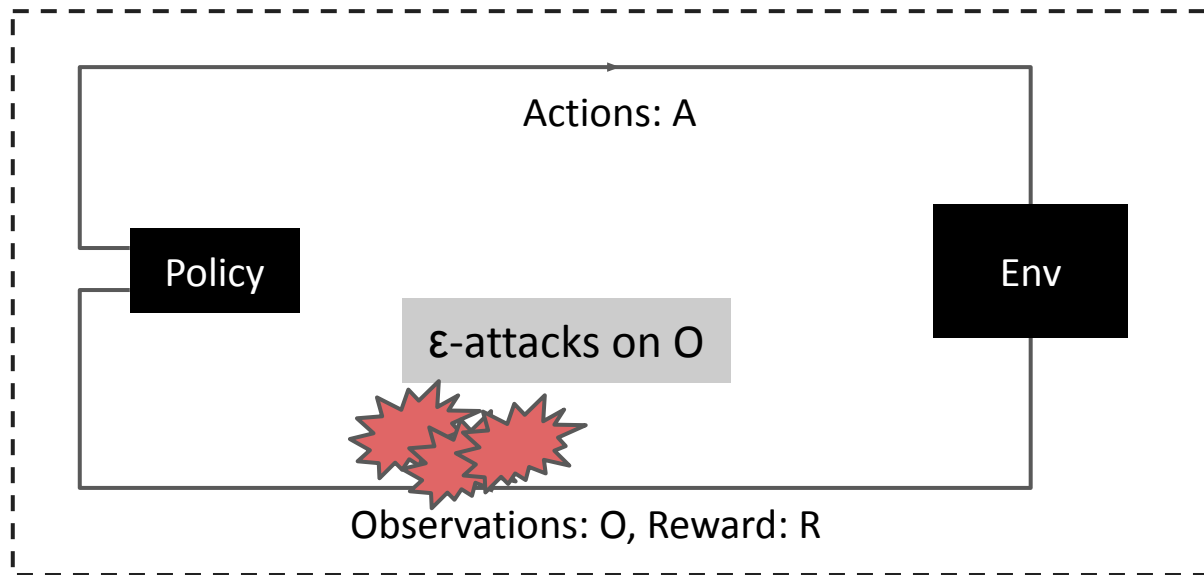 Actions: A
Policy
Env
ε-attacks on O
Observations: O, Reward: R